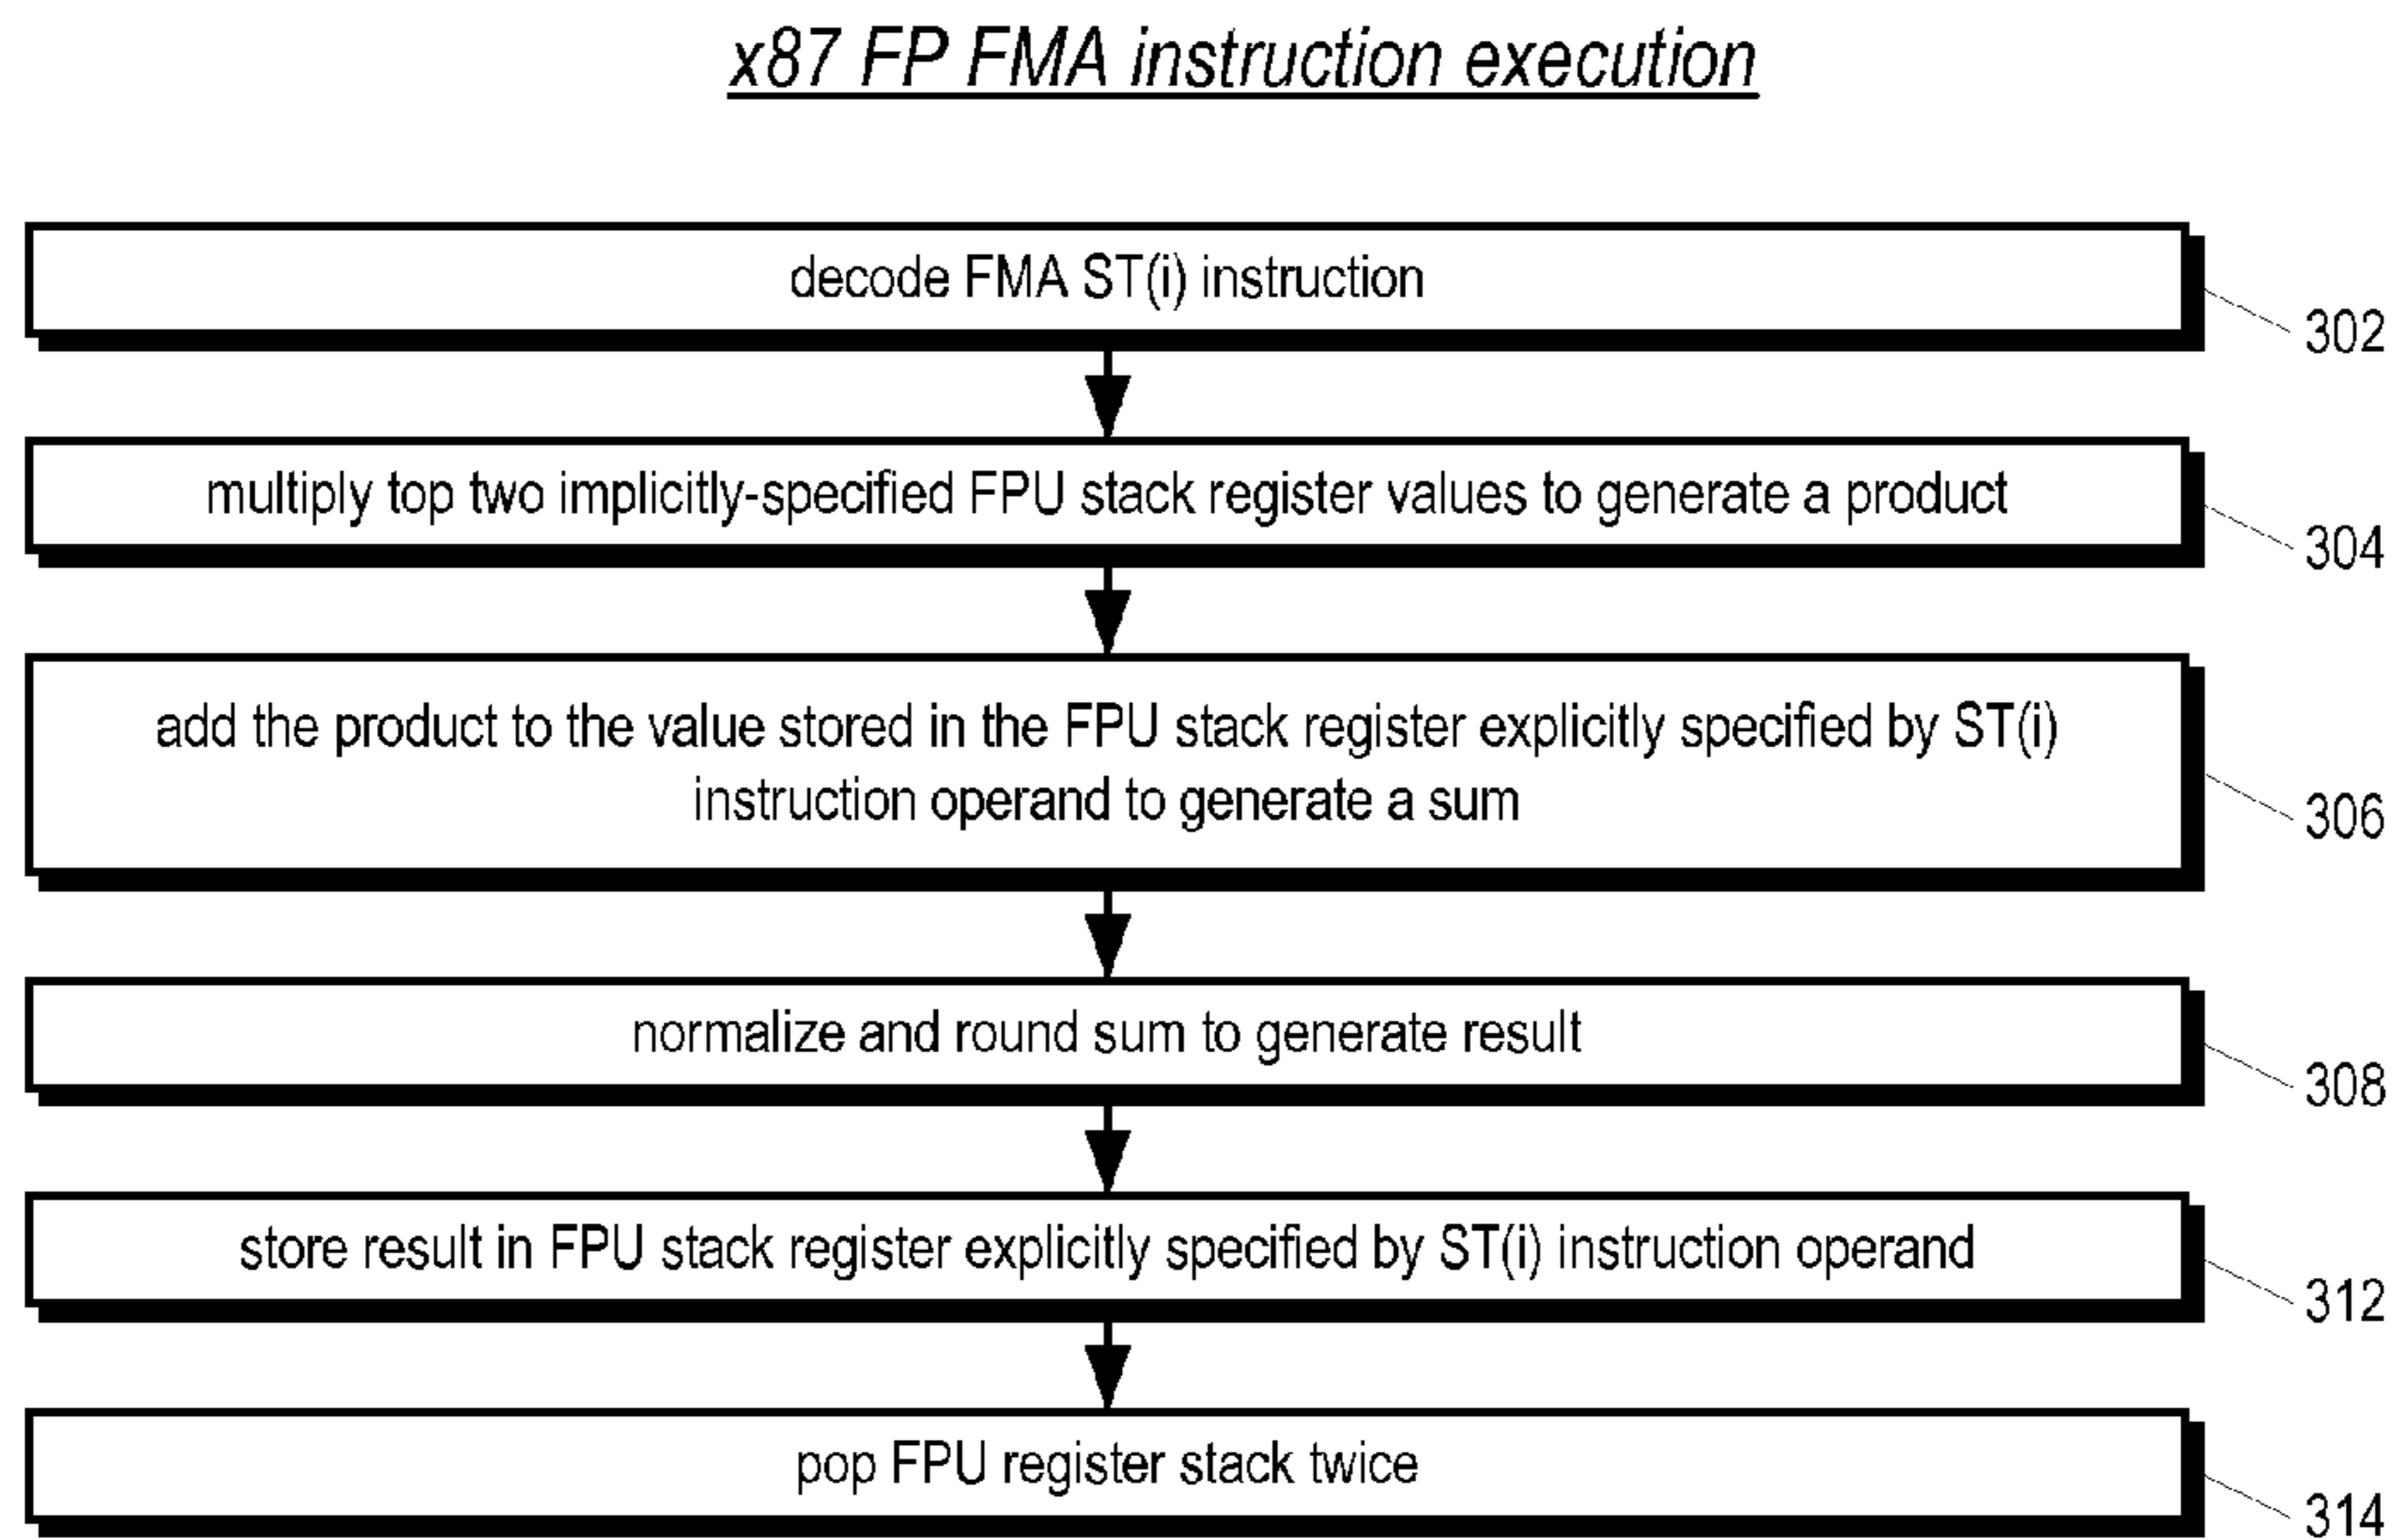 x87 FP FMA instruction execution
decode FMA ST(i) instruction
302
multiply top two implicitly-specified FPU stack register values to generate a product
304
add the product to the value stored in the FPU stack register explicitly specified by ST(i)
instruction operand to generate a sum
306
normalize and round sum to generate result
308
store result in FPU stack register explicitly specified by ST(i) instruction operand
312
pop FPU register stack twice
314